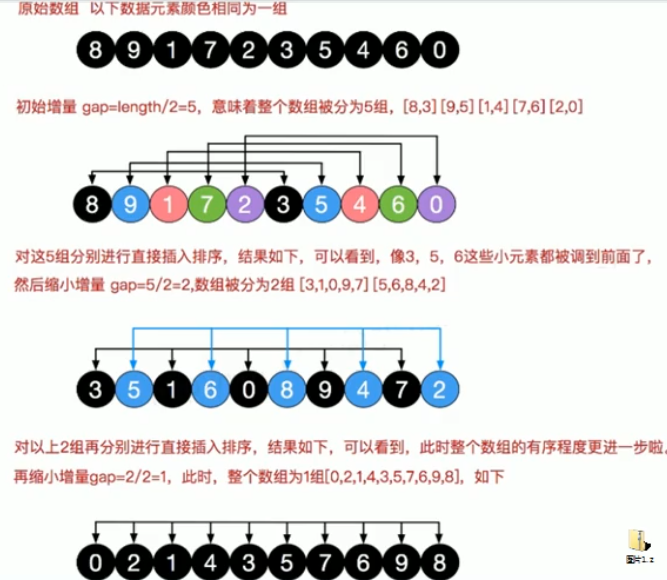 原始数组 以下数据元素颜色相同为一组
8 9 1 7 2 3 5 4 6 0
初始增量 gap=length/2=5，意味着整个数组被分为5组，[8,3] [9,5] [1,4] [7,6] [2,0]
8 9 1 7 2 3 5 4 6 0
对这5组分别进行直接插入排序，结果如下，可以看到，像3，5，6这些小元素都被调到前面了，
然后缩小增量 gap=5/2=2,数组被分为2组 [3,1,0,9,7] [5,6,8,4,2]
3 5 1 6 0 8 9 4 7 2
对以上2组再分别进行直接插入排序，结果如下，可以看到，此时整个数组的有序程度更进一步啦。
再缩小增量gap=2/2=1，此时，整个数组为1组[0,2,1,4,3,5,7,6,9,8]，如下
图片1.z
0 2 1 4 3 5 7 6 9 8